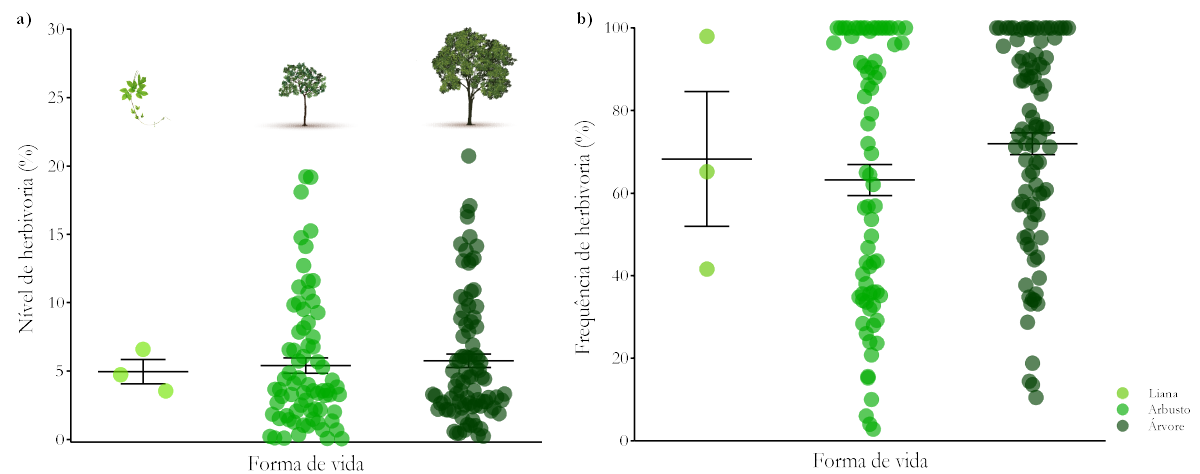 a)
30
25
20
15
10
5
0
Nível de herbivoria (%)
Forma de vida
b)
100
80
60
40
20
0
Frequência de herbivoria (%)
Forma de vida
Liana
Arbusto
Árvore